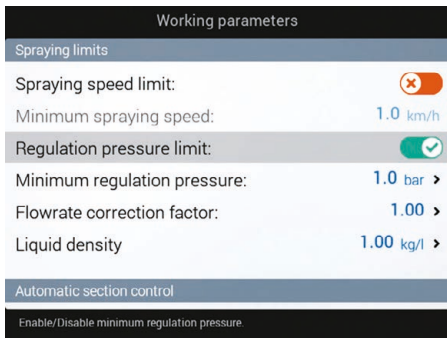 Working parameters
Spraying limits
Spraying speed limit:
Minimum spraying speed: 1.0 km/h
Regulation pressure limit:
Minimum regulation pressure: 1.0 bar >
Flowrate correction factor: 1.00 >
Liquid density 1.00 kg/l >
Automatic section control
Enable/Disable minimum regulation pressure.